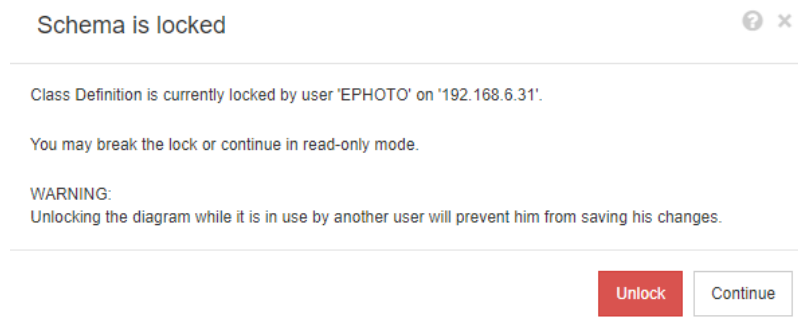 Schema is locked
Class Definition is currently locked by user 'EPHOTO' on '192.168.6.31'.
You may break the lock or continue in read-only mode.
WARNING:
Unlocking the diagram while it is in use by another user will prevent him from saving his changes.
Unlock
Continue